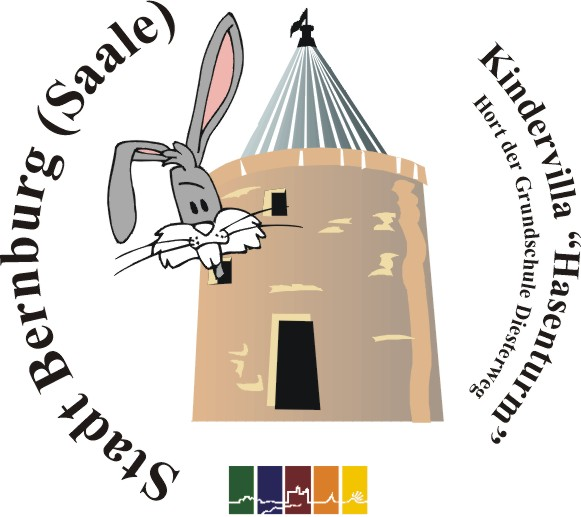 Stadt Bernburg (Saale)
Kindervilla “Hasenturm”
Hort der Grundschule Diesterweg